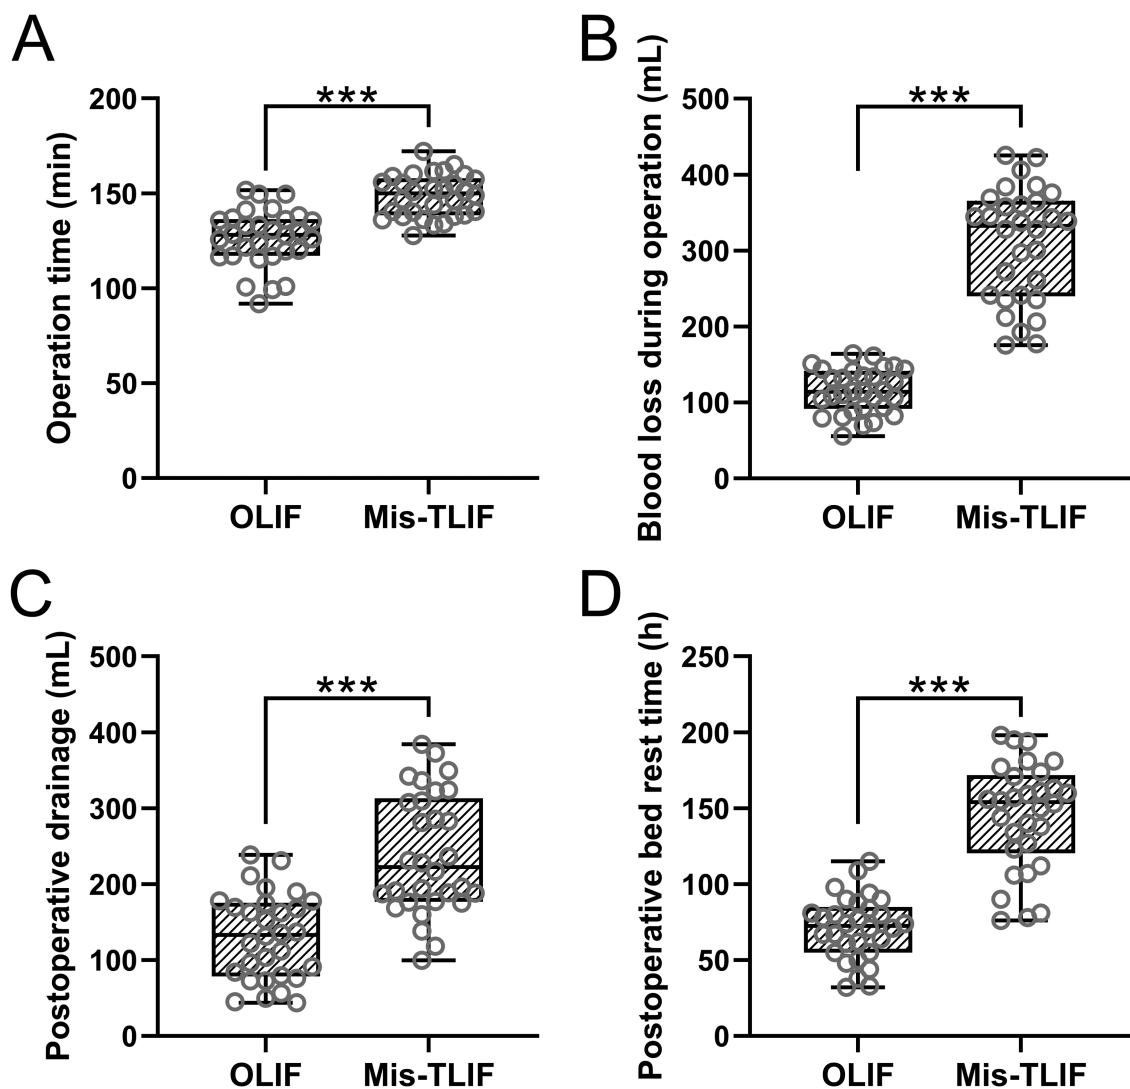 A
Operation time (min)
200
150
100
50
0
***
OLIF
Mis-TLIF
B
Blood loss during operation (mL)
500
400
300
200
100
0
***
OLIF
Mis-TLIF
C
Postoperative drainage (mL)
500
400
300
200
100
0
***
OLIF
Mis-TLIF
D
Postoperative bed rest time (h)
250
200
150
100
50
0
***
OLIF
Mis-TLIF